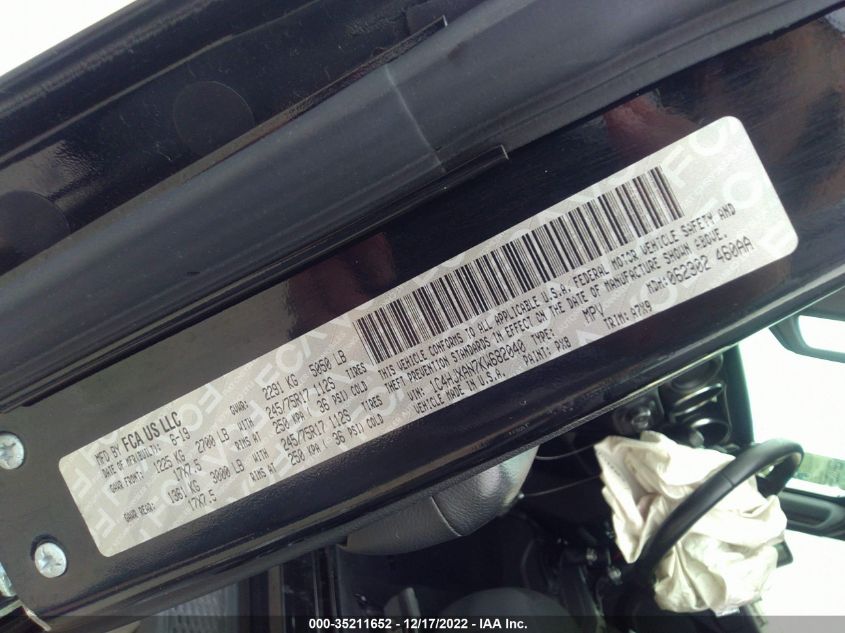 MFD BY FCA US LLC
DATE OF MFR/BUILT: 6-19 GVWR: 2291 KG 5050 LB
GAWR FRONT: 1225 KG 2700 LB WITH 245/75R17 112S TIRES
17X7.5 RIMS AT 250 KPA ( 36 PSI) COLD
GAWR REAR: 1361 KG 3000 LB WITH 245/75R17 112S TIRES
17X7.5 RIMS AT 250 KPA ( 36 PSI) COLD
THIS VEHICLE CONFORMS TO ALL APPLICABLE U.S.A. FEDERAL MOTOR VEHICLE SAFETY AND
THEFT PREVENTION STANDARDS IN EFFECT ON THE DATE OF MANUFACTURE SHOWN ABOVE.
VIN: 1C4HJXAN7KW682040 TYPE: MPV MDH: 062302 460AA
VEHICLE MADE IN U.S.A. PAINT: PX8 TRIM: A7X9
000-35211652 - 12/17/2022 - IAA Inc.